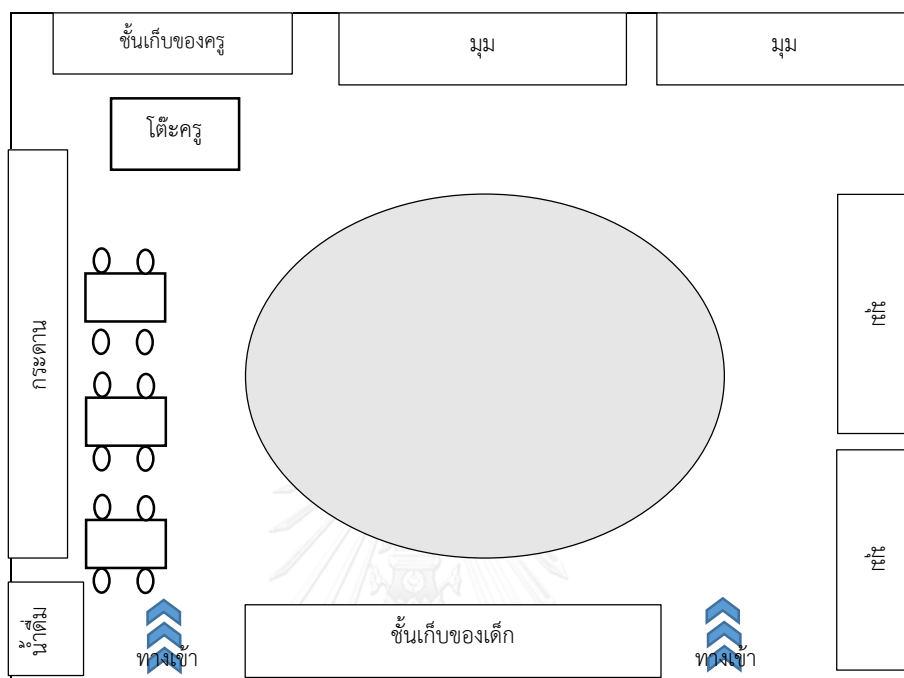 ชั้นเก็บของครู
มุม
มุม
โต๊ะครู
กระดาน
มุม
มุม
น้ำดื่ม
ทางเข้า
ชั้นเก็บของเด็ก
ทางเข้า